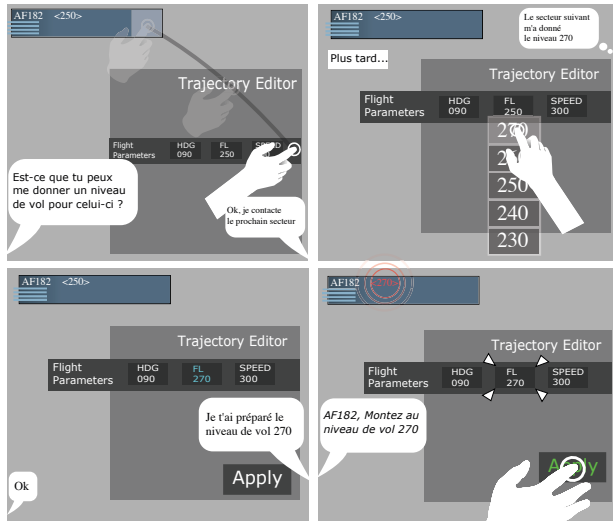 AF182 <250>
Trajectory Editor
Flight HDG FL SPEED
Parameters 090 250
Est-ce que tu peux
me donner un niveau
de vol pour celui-ci ?
Ok, je contacte
le prochain secteur
AF182 <250>
Le secteur suivant
m'a donné
le niveau 270
Plus tard...
Trajectory Editor
Flight HDG FL SPEED
Parameters 090 250 300
270
250
240
230
AF182 <250>
Trajectory Editor
Flight HDG FL SPEED
Parameters 090 270 300
Je t'ai préparé le
niveau de vol 270
Ok
Apply
AF182 <270>
Trajectory Editor
Flight HDG FL SPEED
Parameters 090 270 300
AF182, Montez au
niveau de vol 270
Apply